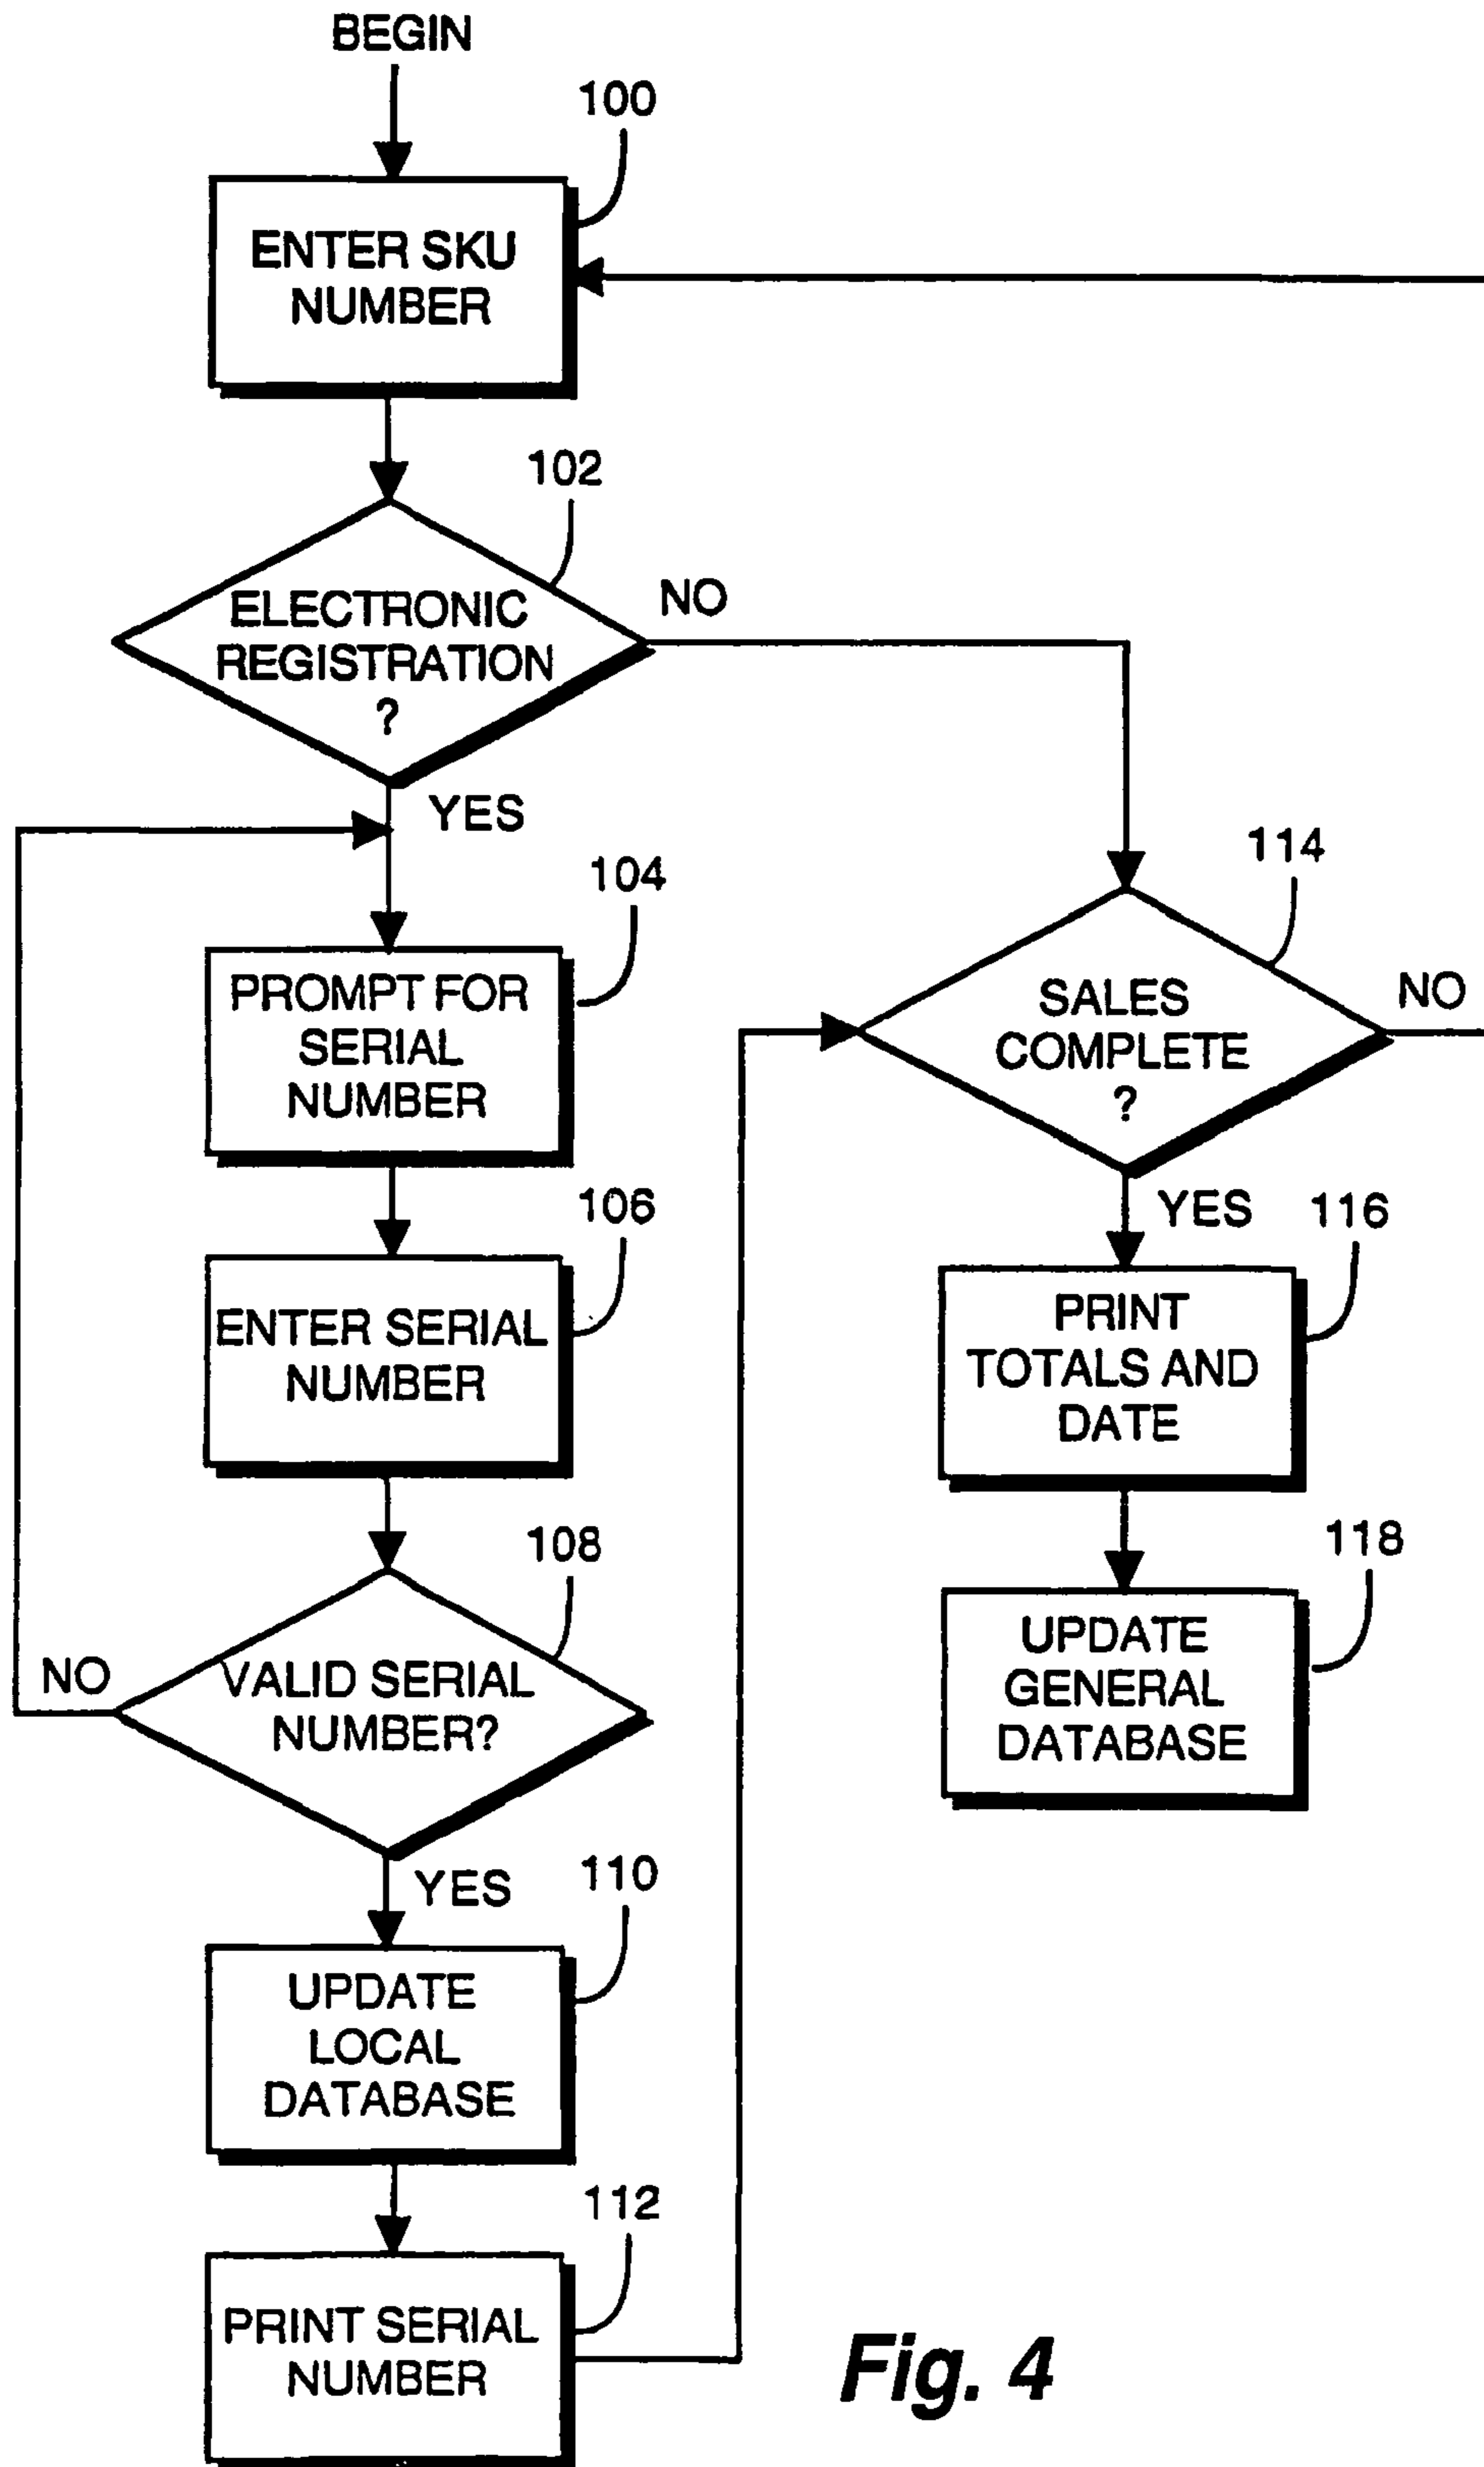 BEGIN
100
ENTER SKU
NUMBER
102
ELECTRONIC
REGISTRATION
?
NO
YES
104
PROMPT FOR
SERIAL
NUMBER
106
ENTER SERIAL
NUMBER
108
VALID SERIAL
NUMBER?
NO
YES
110
UPDATE
LOCAL
DATABASE
112
PRINT SERIAL
NUMBER
114
SALES
COMPLETE
?
NO
YES
116
PRINT
TOTALS AND
DATE
118
UPDATE
GENERAL
DATABASE
Fig. 4